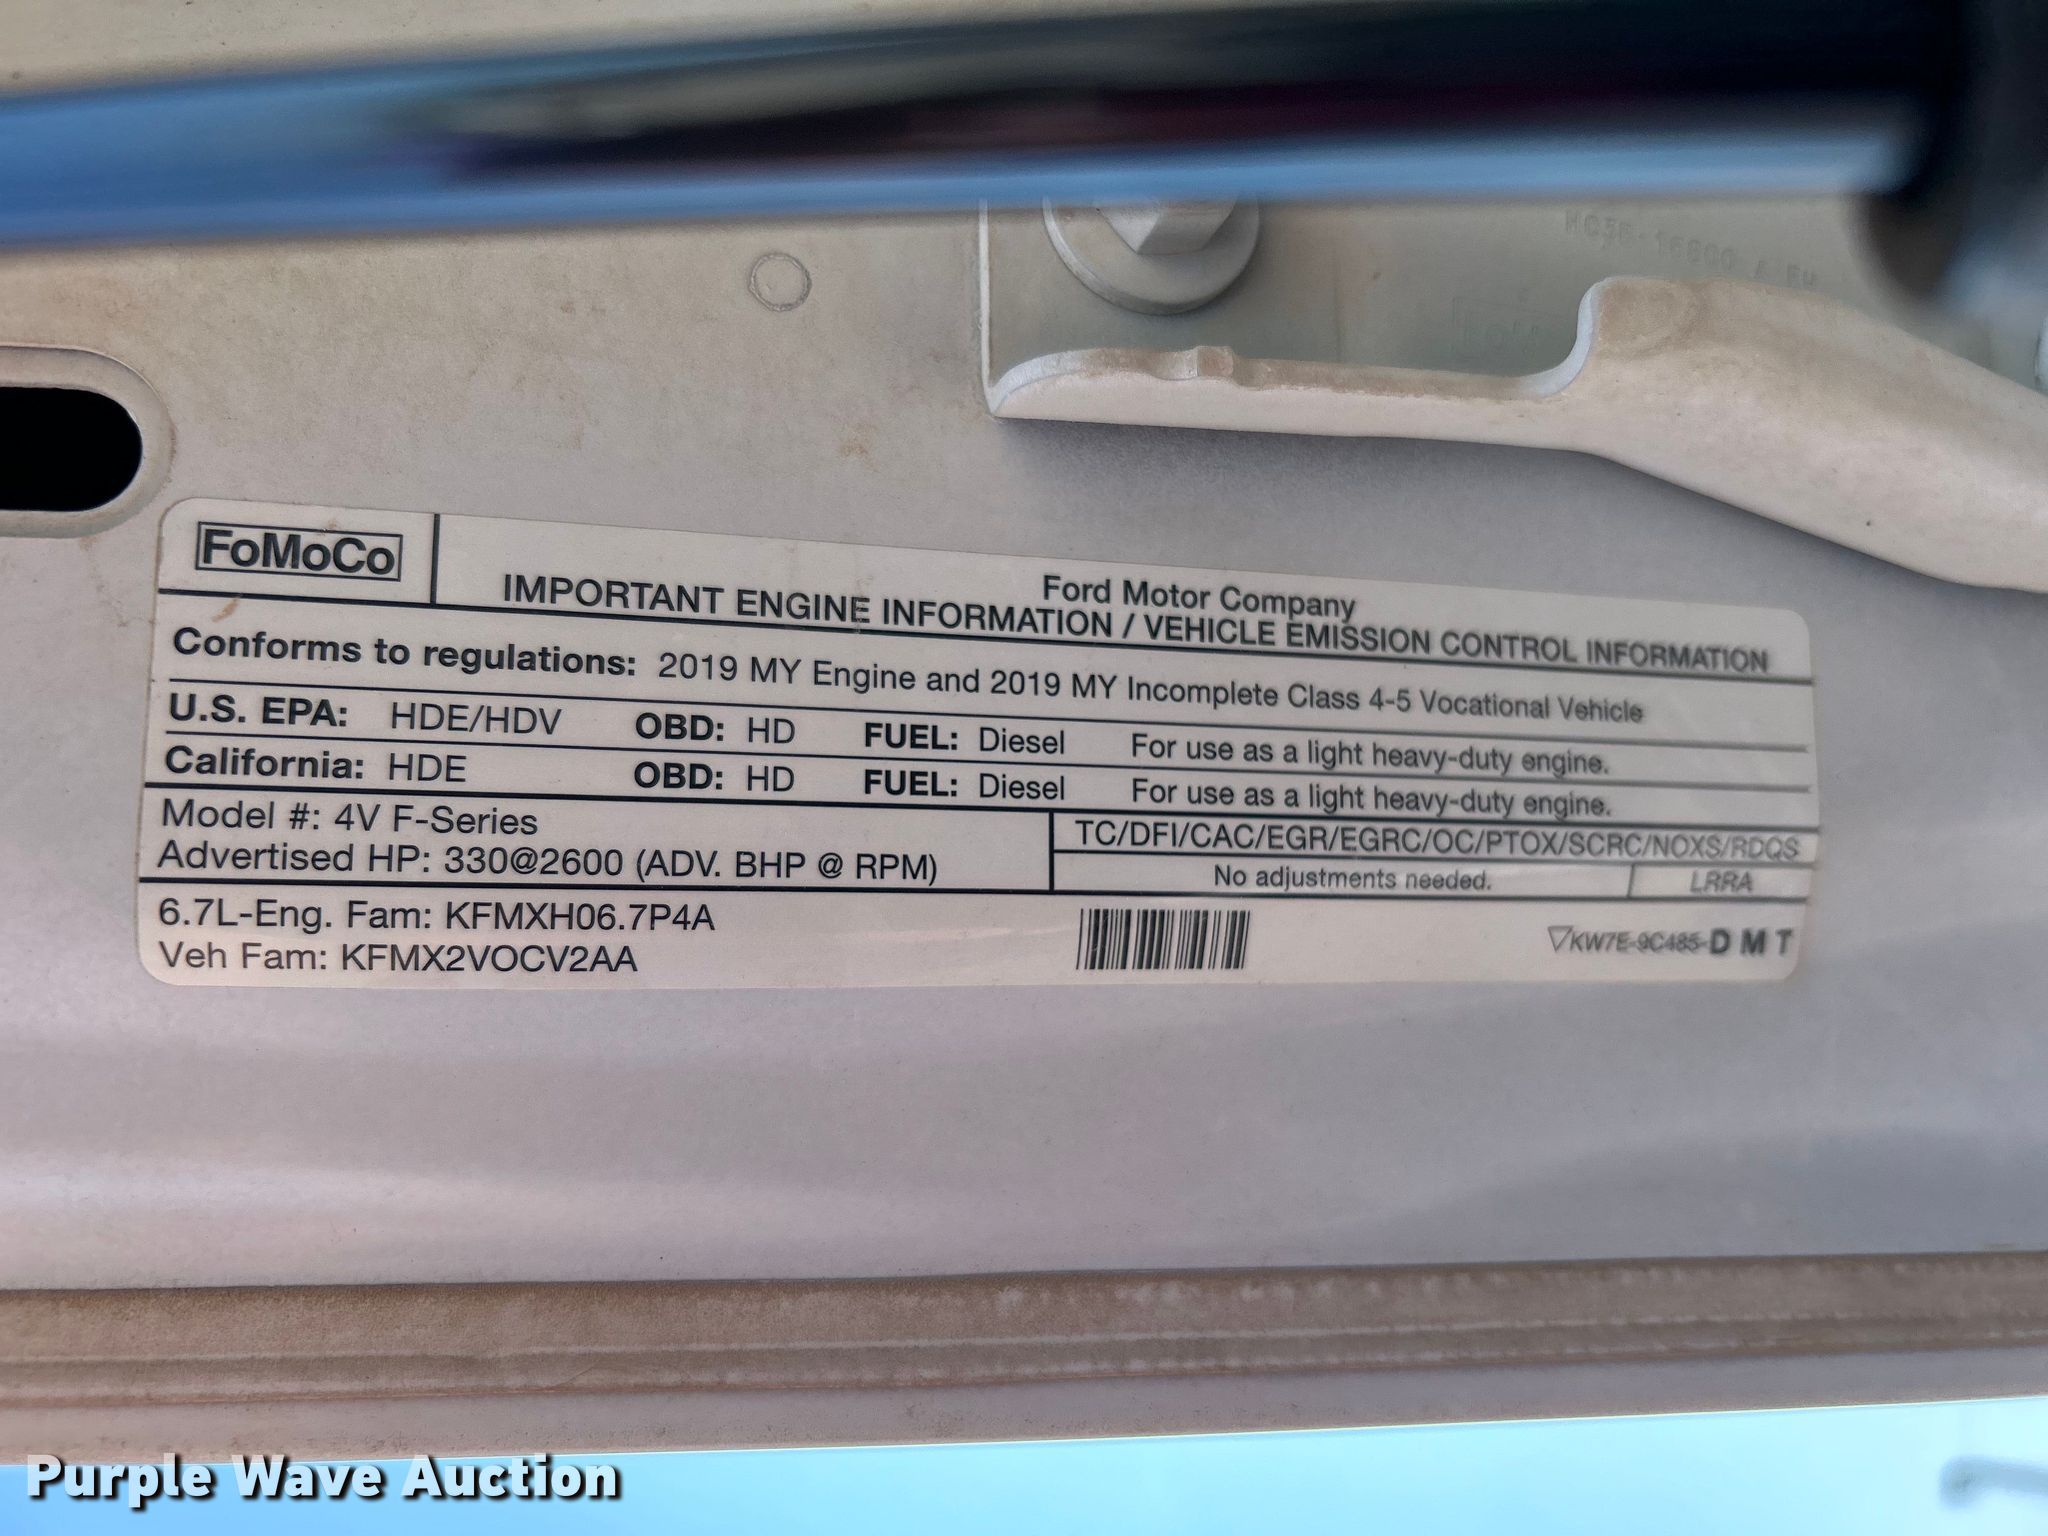 FoMoCo
Ford Motor Company
IMPORTANT ENGINE INFORMATION / VEHICLE EMISSION CONTROL INFORMATION
Conforms to regulations: 2019 MY Engine and 2019 MY Incomplete Class 4-5 Vocational Vehicle
U.S. EPA: HDE/HDV OBD: HD FUEL: Diesel For use as a light heavy-duty engine.
California: HDE OBD: HD FUEL: Diesel For use as a light heavy-duty engine.
Model #: 4V F-Series
Advertised HP: 330@2600 (ADV. BHP @ RPM)
TC/DFI/CAC/EGR/EGRC/OC/PTOX/SCRC/NOXS/RDQS
No adjustments needed. LRRA
6.7L-Eng. Fam: KFMXH06.7P4A
Veh Fam: KFMX2VOCV2AA
KW7E-9C485-DMT
Purple Wave Auction